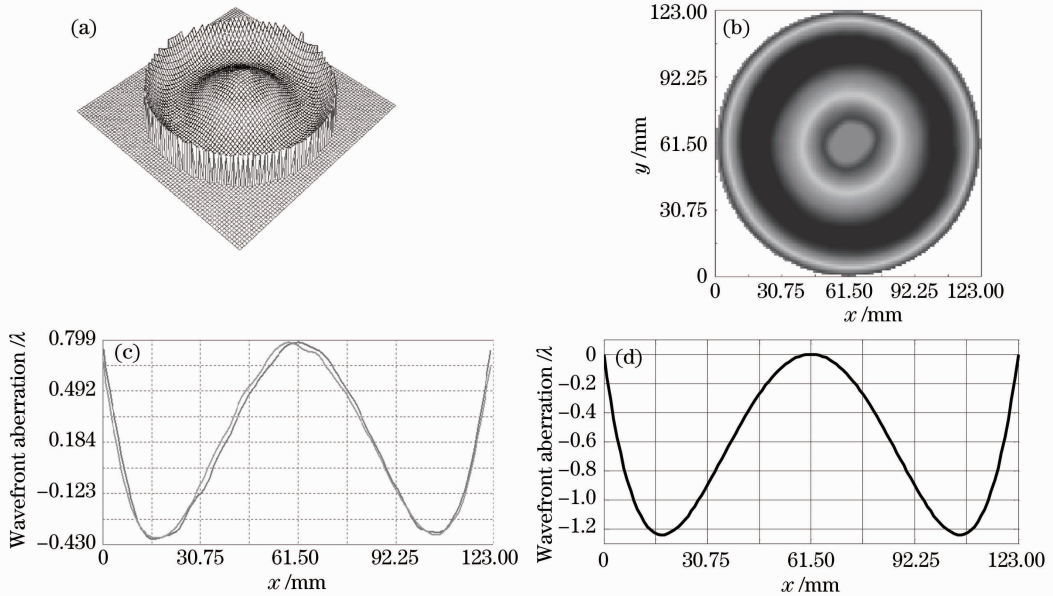 (a)
(b)
123.00
92.25
61.50
30.75
0
y /mm
0 30.75 61.50 92.25 123.00
x /mm
(c)
0.799
0.492
0.184
−0.123
−0.430
Wavefront aberration /λ
0 30.75 61.50 92.25 123.00
x /mm
(d)
0
−0.2
−0.4
−0.6
−0.8
−1.0
−1.2
Wavefront aberration /λ
0 30.75 61.50 92.25 123.00
x /mm